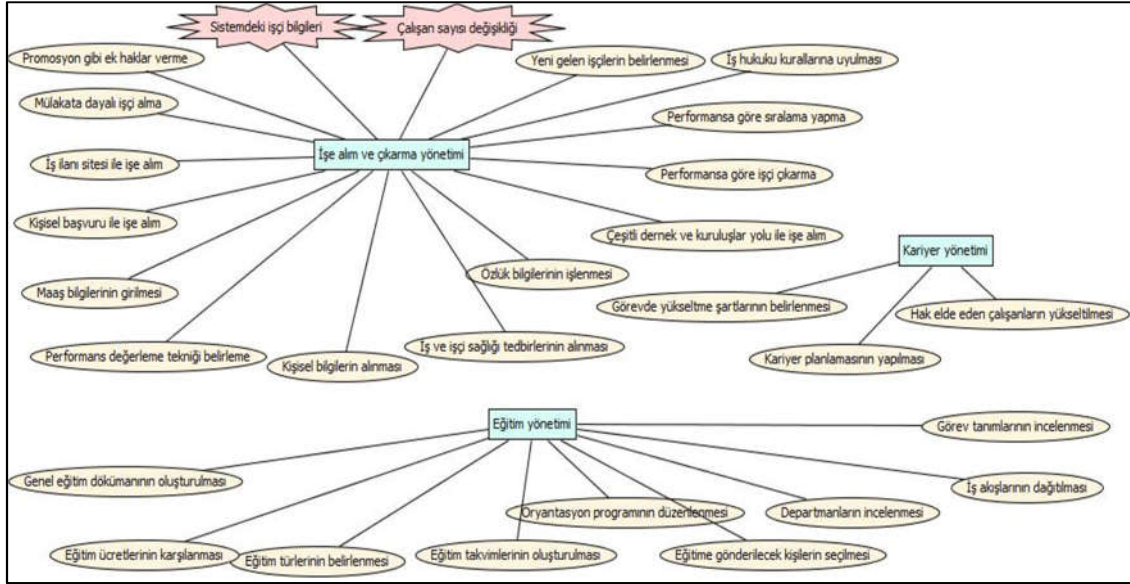 Sistemdeki işçi bilgileri
Çalışan sayısı değişikliği
Promosyon gibi ek haklar verme
Yeni gelen işçilerin belirlenmesi
İş hukuku kurallarına uyulması
Mülakata dayalı işçi alma
Performansa göre sıralama yapma
İşe alım ve çıkarma yönetimi
İş ilanı sitesi ile işe alım
Performansa göre işçi çıkarma
Kişisel başvuru ile işe alım
Çeşitli dernek ve kuruluşlar yolu ile işe alım
Kariyer yönetimi
Özlük bilgilerinin işlenmesi
Maaş bilgilerinin girilmesi
Görevde yükseltme şartlarının belirlenmesi
Hak elde eden çalışanların yükseltilmesi
İş ve işçi sağlığı tedbirlerinin alınması
Performans değerleme tekniği belirleme
Kişisel bilgilerin alınması
Kariyer planlamasının yapılması
Eğitim yönetimi
Görev tanımlarının incelenmesi
Genel eğitim dökümanının oluşturulması
İş akışlarının dağıtılması
Oryantasyon programının düzenlenmesi
Departmanların incelenmesi
Eğitim ücretlerinin karşılanması
Eğitim türlerinin belirlenmesi
Eğitim takvimlerinin oluşturulması
Eğitime gönderilecek kişilerin seçilmesi